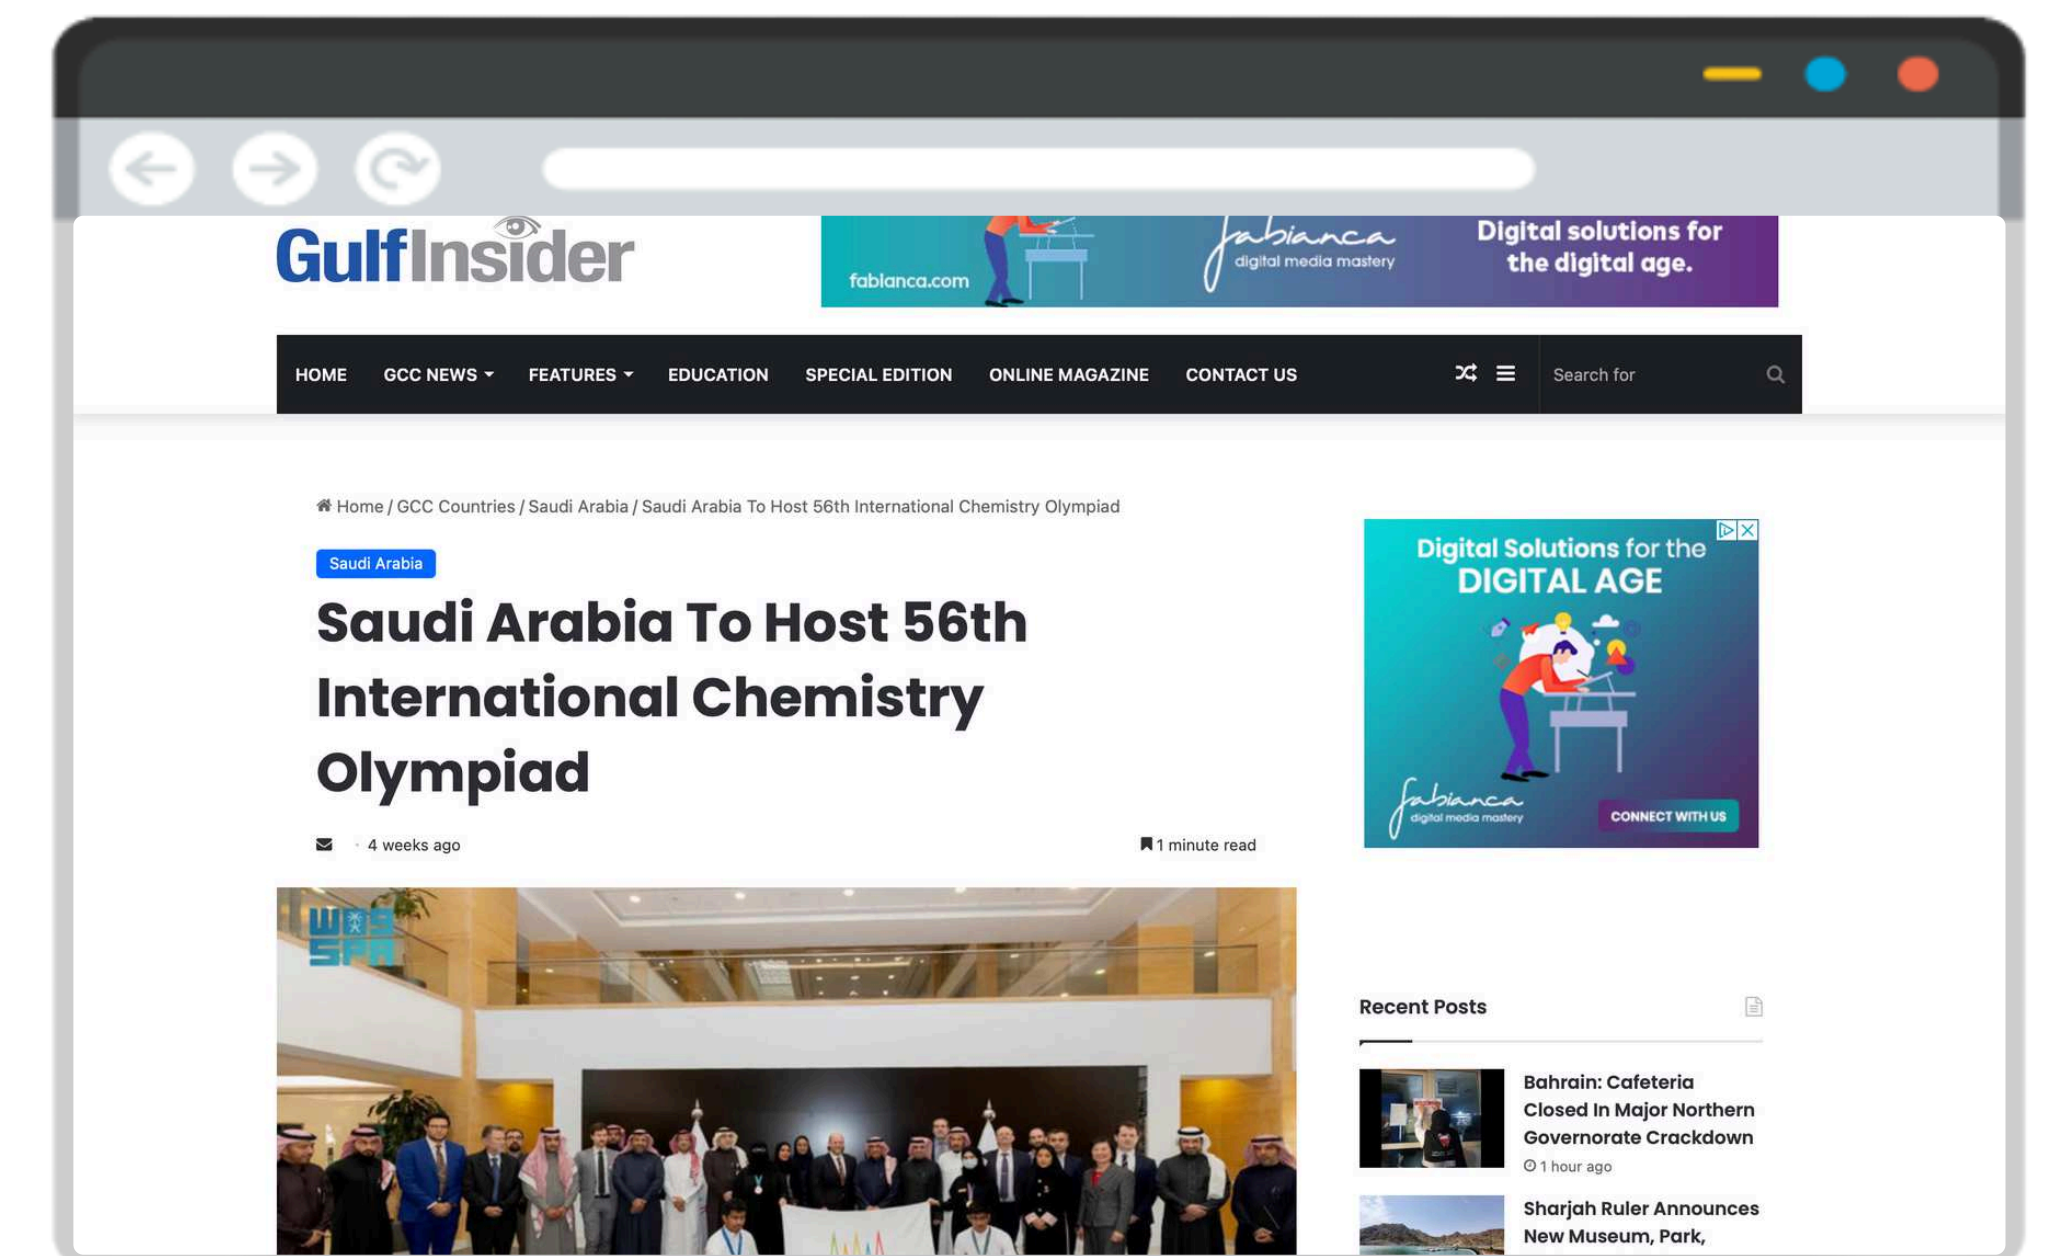 GulfInsider
fabianca.com
fabianca
digital media mastery
Digital solutions for
the digital age.
HOME
GCC NEWS
FEATURES
EDUCATION
SPECIAL EDITION
ONLINE MAGAZINE
CONTACT US
Search for
Home / GCC Countries / Saudi Arabia / Saudi Arabia To Host 56th International Chemistry Olympiad
Saudi Arabia
Saudi Arabia To Host 56th
International Chemistry
Olympiad
4 weeks ago
1 minute read
واس
SPA
Digital Solutions for the
DIGITAL AGE
fabianca
digital media mastery
CONNECT WITH US
Recent Posts
Bahrain: Cafeteria
Closed In Major Northern
Governorate Crackdown
1 hour ago
Sharjah Ruler Announces
New Museum, Park,